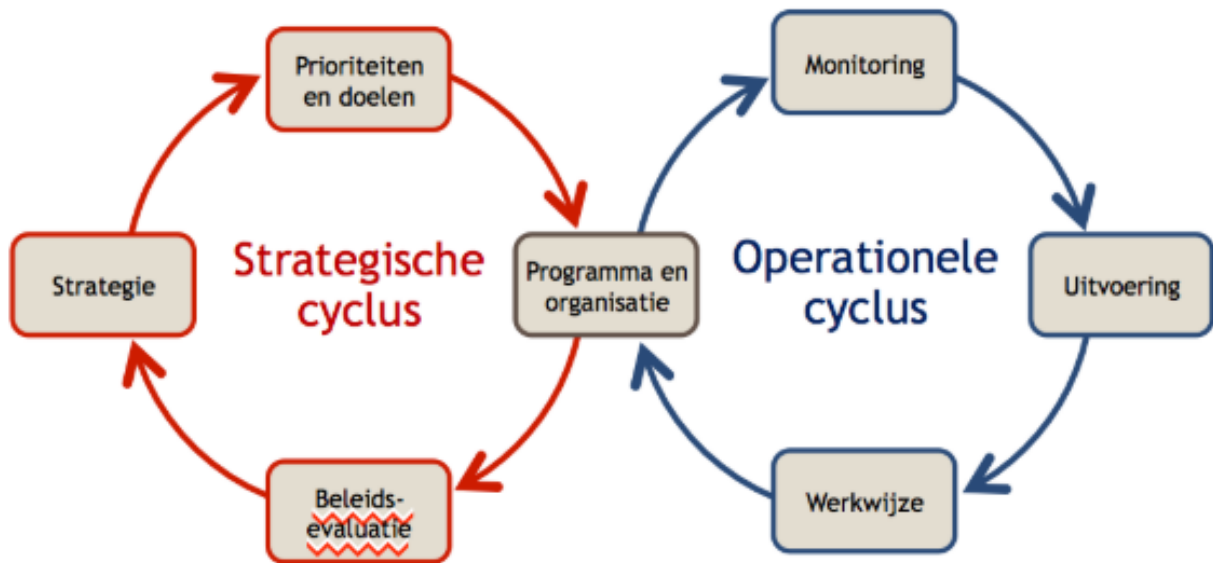 Prioriteiten
en doelen
Monitoring
Strategie
Strategische
cyclus
Programma en
organisatie
Operationele
cyclus
Uitvoering
Beleids-
evaluatie
Werkwijze